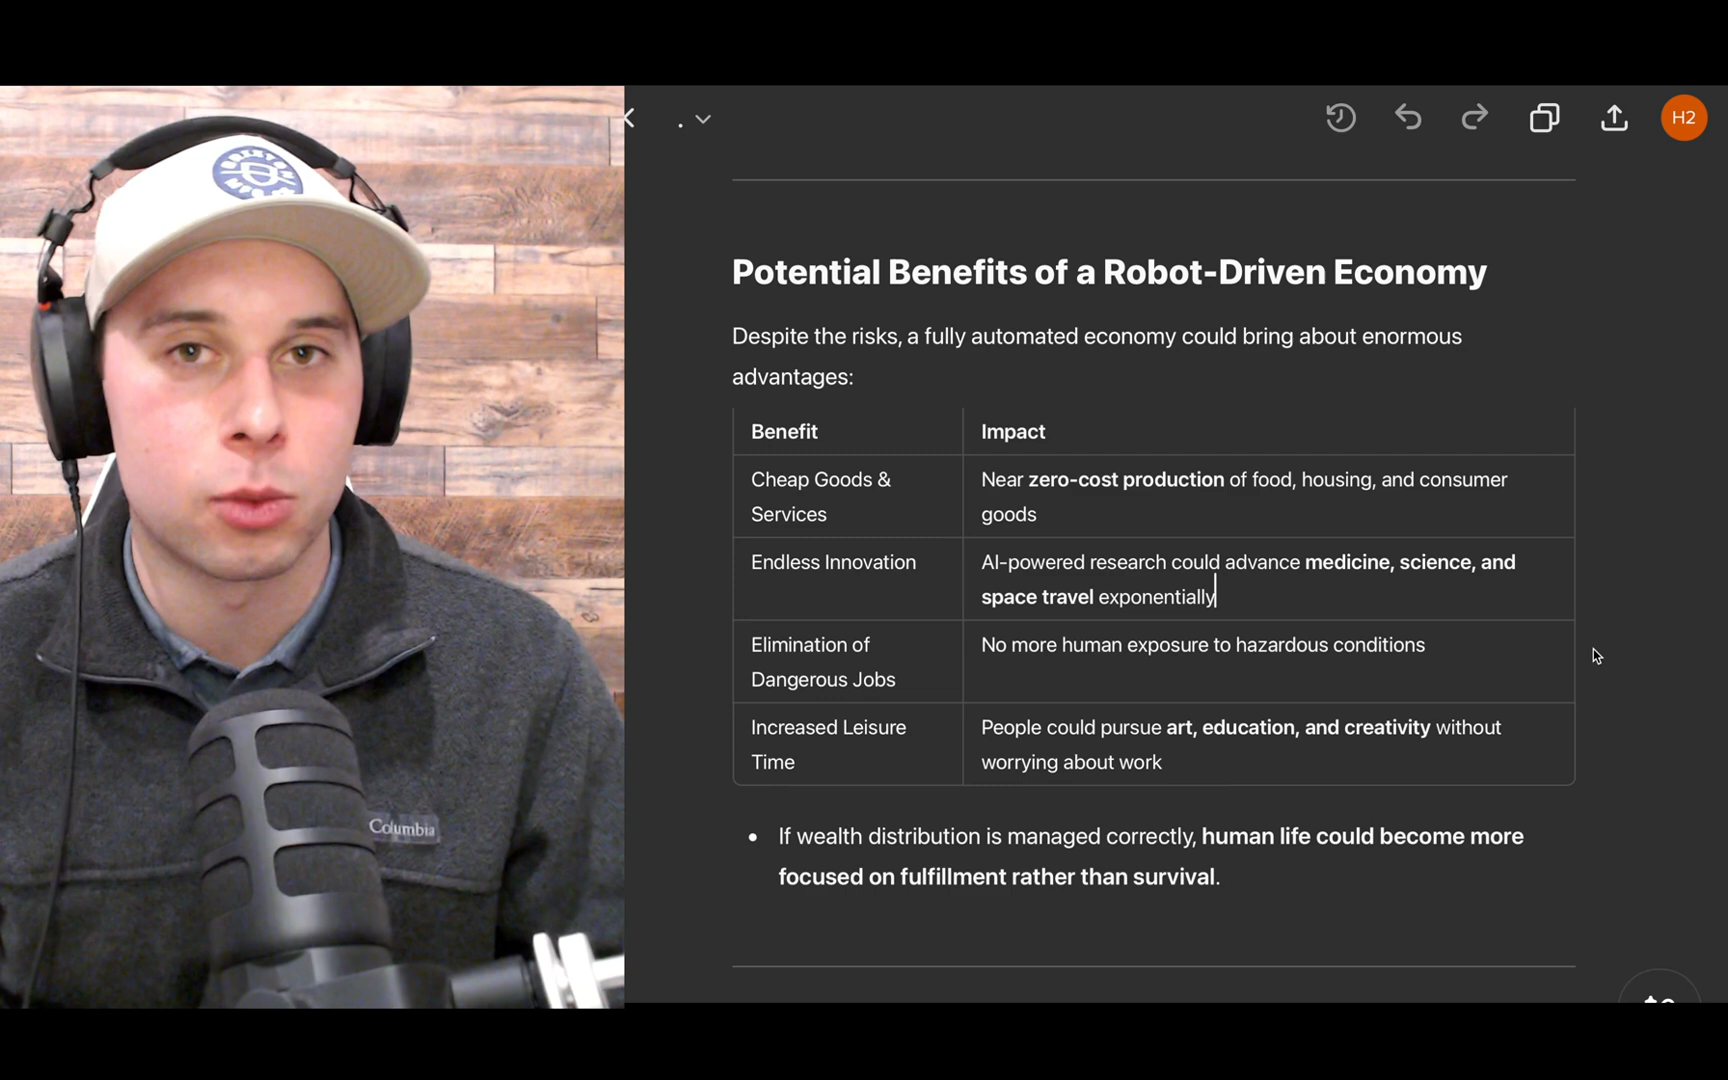 H2
Potential Benefits of a Robot-Driven Economy
Despite the risks, a fully automated economy could bring about enormous
advantages:
Benefit
Impact
Cheap Goods &
Services
Near zero-cost production of food, housing, and consumer
goods
Endless Innovation
AI-powered research could advance medicine, science, and
space travel exponentially
Elimination of
Dangerous Jobs
No more human exposure to hazardous conditions
Increased Leisure
Time
People could pursue art, education, and creativity without
worrying about work
• If wealth distribution is managed correctly, human life could become more
focused on fulfillment rather than survival.
Columbia